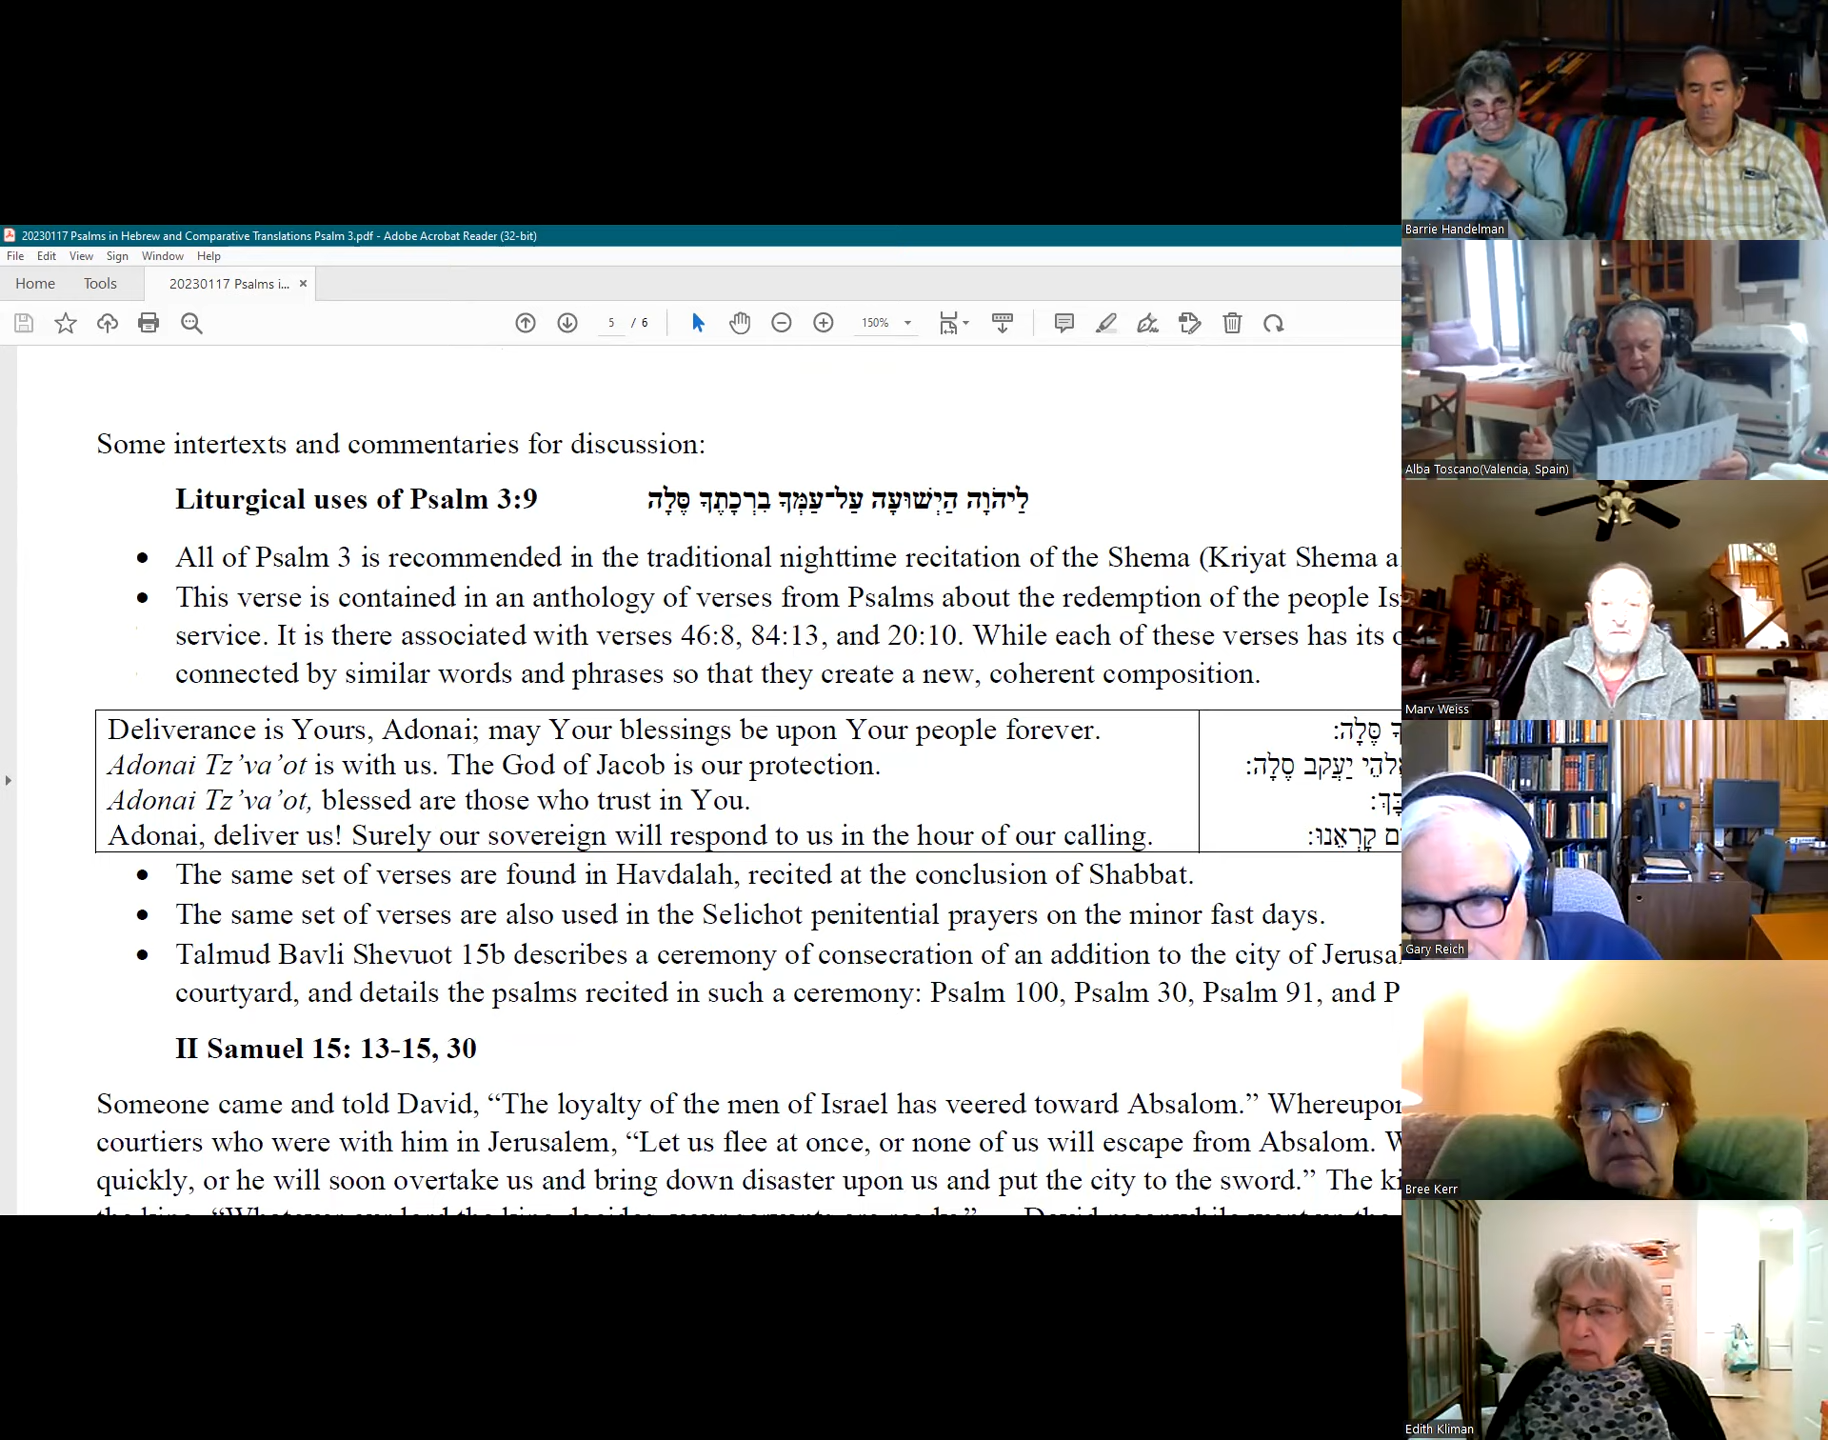 20230117 Psalms in Hebrew and Comparative Translations Psalm 3.pdf - Adobe Acrobat Reader (32-bit)
File Edit View Sign Window Help
Home Tools 20230117 Psalms i... ×
5 / 6 150%
Some intertexts and commentaries for discussion:
Liturgical uses of Psalm 3:9 לַיהֹוָה הַיְשׁוּעָה עַל־עַמְּךָ בִרְכָתֶךָ סֶּלָה
• All of Psalm 3 is recommended in the traditional nighttime recitation of the Shema (Kriyat Shema a
• This verse is contained in an anthology of verses from Psalms about the redemption of the people Is
service. It is there associated with verses 46:8, 84:13, and 20:10. While each of these verses has its
connected by similar words and phrases so that they create a new, coherent composition.
Deliverance is Yours, Adonai; may Your blessings be upon Your people forever. סֶּלָה:
Adonai Tz’va’ot is with us. The God of Jacob is our protection. יַעֲקֹב סֶלָה:
Adonai Tz’va’ot, blessed are those who trust in You.
Adonai, deliver us! Surely our sovereign will respond to us in the hour of our calling. קָרְאֵנוּ:
• The same set of verses are found in Havdalah, recited at the conclusion of Shabbat.
• The same set of verses are also used in the Selichot penitential prayers on the minor fast days.
• Talmud Bavli Shevuot 15b describes a ceremony of consecration of an addition to the city of Jerusa
courtyard, and details the psalms recited in such a ceremony: Psalm 100, Psalm 30, Psalm 91, and P
II Samuel 15: 13-15, 30
Someone came and told David, “The loyalty of the men of Israel has veered toward Absalom.” Whereupon
courtiers who were with him in Jerusalem, “Let us flee at once, or none of us will escape from Absalom.
quickly, or he will soon overtake us and bring down disaster upon us and put the city to the sword.” The ki
Barrie Handelman
Alba Toscano(Valencia, Spain)
Marv Weiss
Gary Reich
Bree Kerr
Edith Kliman